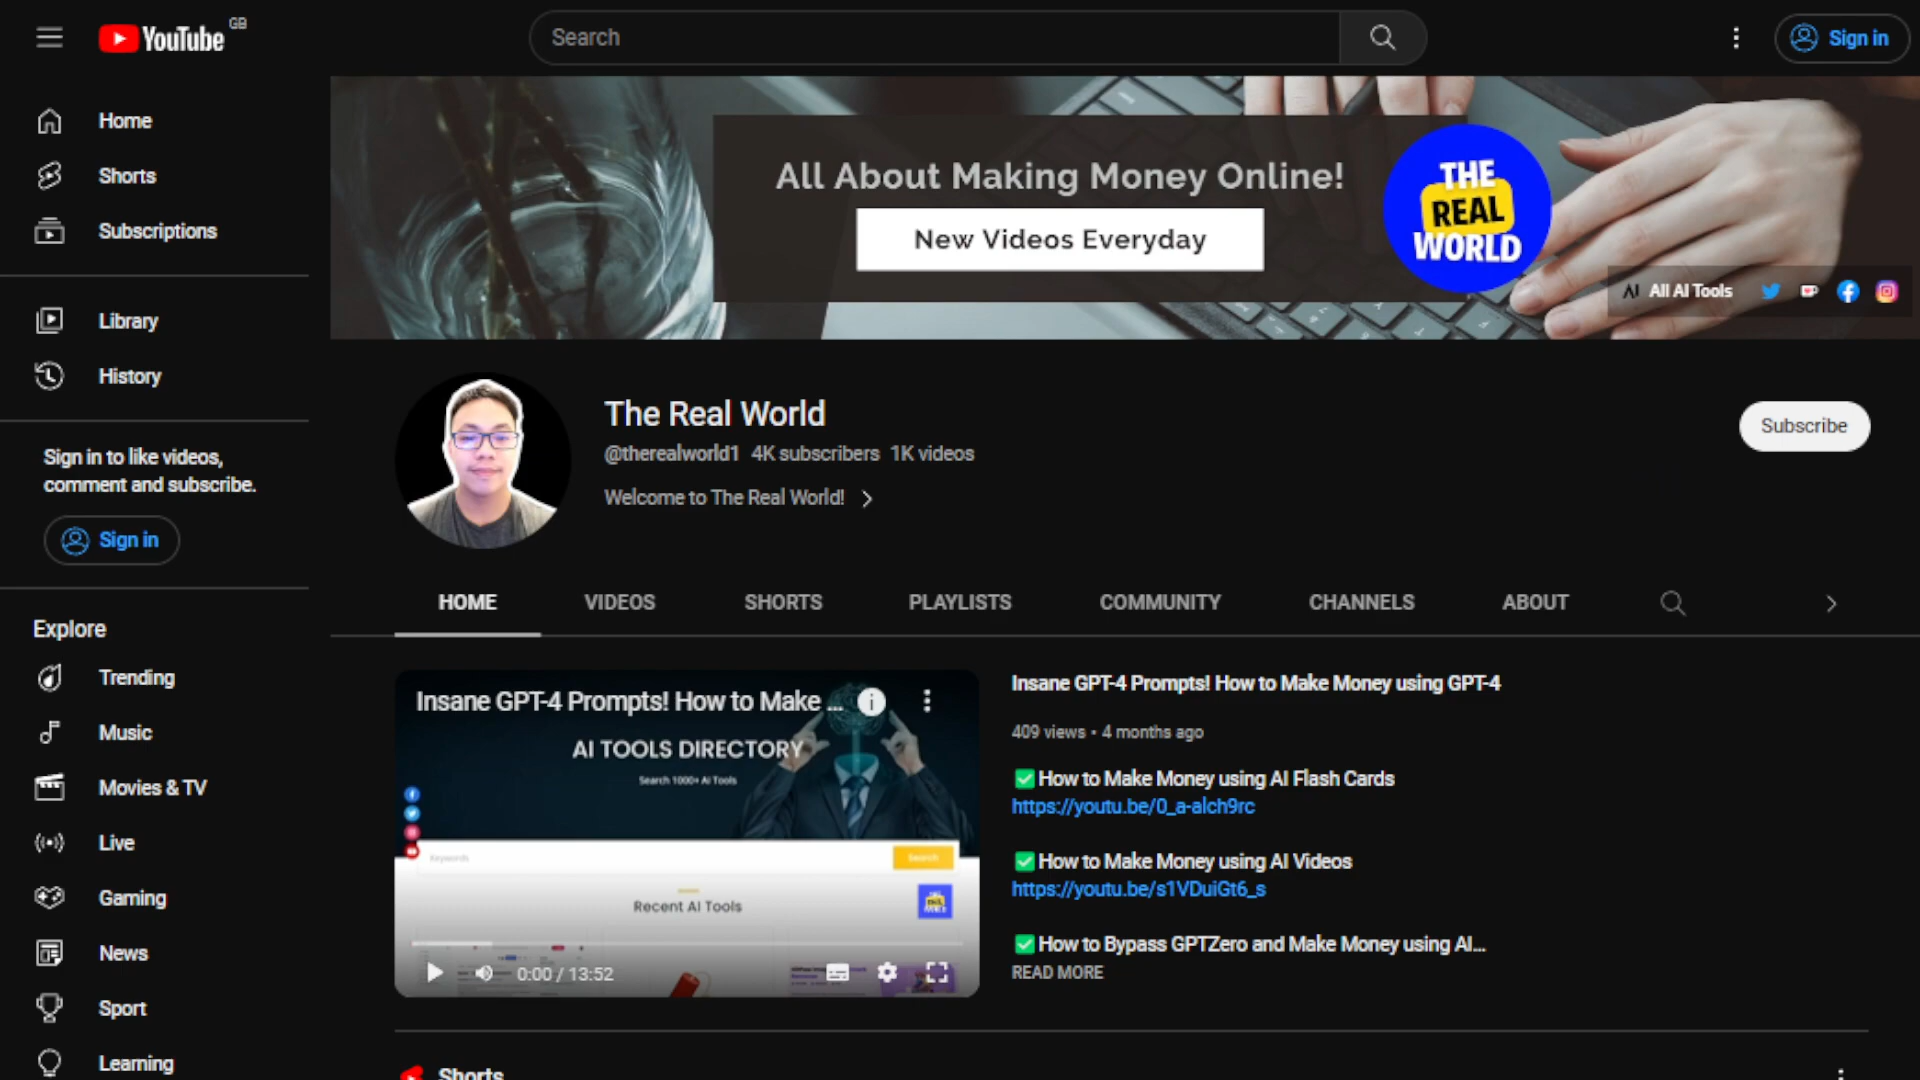 YouTube GB
Search
Sign in
Home
Shorts
Subscriptions
Library
History
Sign in to like videos,
comment and subscribe.
Sign in
Explore
Trending
Music
Movies & TV
Live
Gaming
News
Sport
Learning
All About Making Money Online!
New Videos Everyday
THE
REAL
WORLD
All AI Tools
The Real World
@therealworld1 4K subscribers 1K videos
Welcome to The Real World!
Subscribe
HOME
VIDEOS
SHORTS
PLAYLISTS
COMMUNITY
CHANNELS
ABOUT
Insane GPT-4 Prompts! How to Make ...
AI TOOLS DIRECTORY
Search 1000+ AI Tools
Keywords
Search
Recent AI Tools
0:00 / 13:52
Insane GPT-4 Prompts! How to Make Money using GPT-4
409 views • 4 months ago
✅How to Make Money using AI Flash Cards
https://youtu.be/0_a-alch9rc
✅How to Make Money using AI Videos
https://youtu.be/s1VDuiGt6_s
✅How to Bypass GPTZero and Make Money using AI...
READ MORE
Shorts